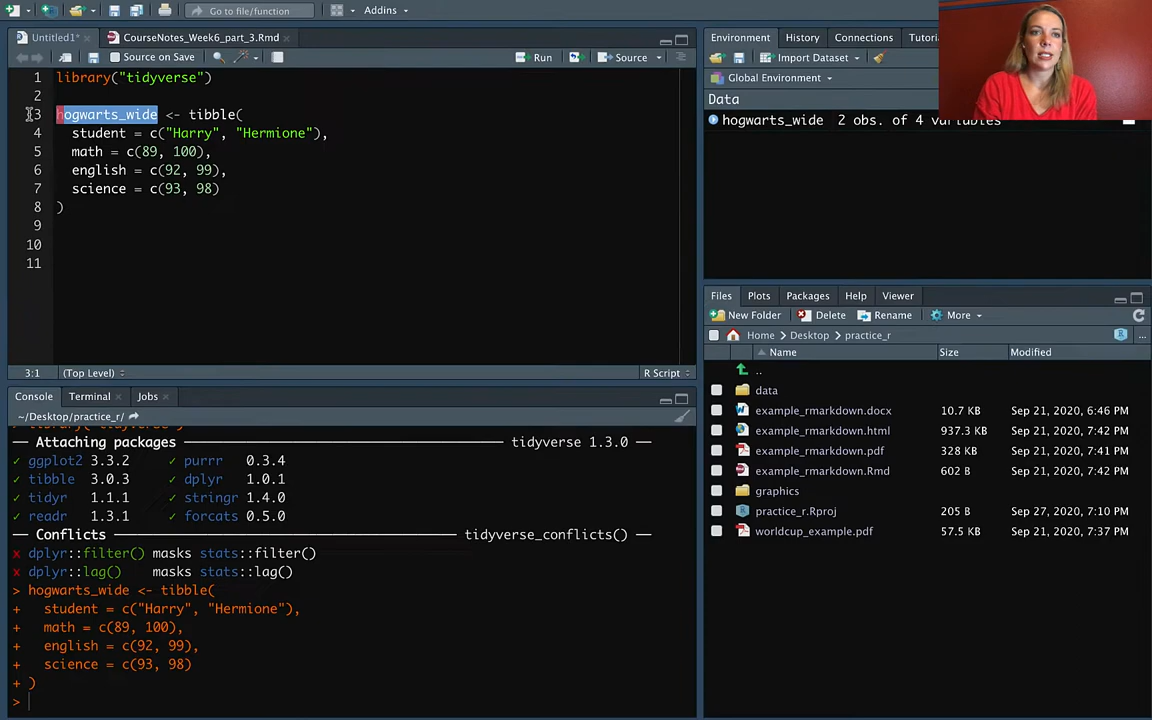 Go to file/function
Addins
Untitled1*
CourseNotes_Week6_part_3.Rmd
Source on Save
Run
Source
1 library("tidyverse")
2
3 hogwarts_wide <- tibble(
4 student = c("Harry", "Hermione"),
5 math = c(89, 100),
6 english = c(92, 99),
7 science = c(93, 98)
8 )
9
10
11
3:1 (Top Level) R Script
Console Terminal Jobs
~/Desktop/practice_r/
— Attaching packages — tidyverse 1.3.0 —
✓ ggplot2 3.3.2 ✓ purrr 0.3.4
✓ tibble 3.0.3 ✓ dplyr 1.0.1
✓ tidyr 1.1.1 ✓ stringr 1.4.0
✓ readr 1.3.1 ✓ forcats 0.5.0
— Conflicts — tidyverse_conflicts() —
x dplyr::filter() masks stats::filter()
x dplyr::lag() masks stats::lag()
> hogwarts_wide <- tibble(
+ student = c("Harry", "Hermione"),
+ math = c(89, 100),
+ english = c(92, 99),
+ science = c(93, 98)
+ )
>
Environment History Connections Tutori
Import Dataset
Global Environment
Data
hogwarts_wide 2 obs. of 4 variables
Files Plots Packages Help Viewer
New Folder Delete Rename More
Home Desktop practice_r
Name Size Modified
..
data
example_rmarkdown.docx 10.7 KB Sep 21, 2020, 6:46 PM
example_rmarkdown.html 937.3 KB Sep 21, 2020, 7:42 PM
example_rmarkdown.pdf 328 KB Sep 21, 2020, 7:41 PM
example_rmarkdown.Rmd 602 B Sep 21, 2020, 7:42 PM
graphics
practice_r.Rproj 205 B Sep 27, 2020, 7:10 PM
worldcup_example.pdf 57.5 KB Sep 21, 2020, 7:37 PM